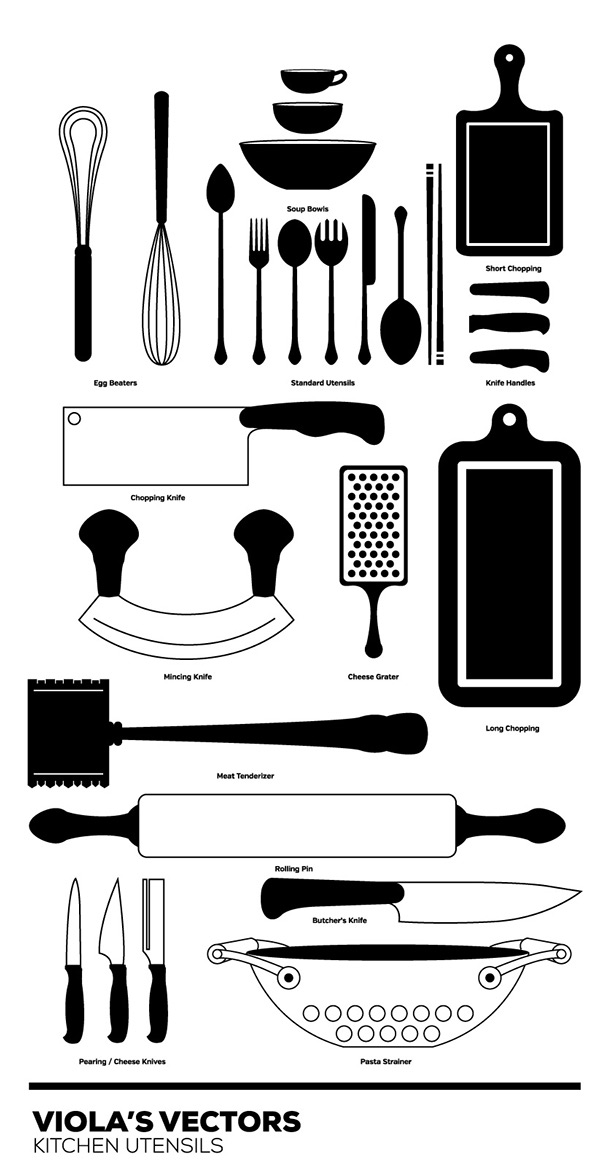 Soup Bowls
Short Chopping
Egg Beaters
Standard Utensils
Knife Handles
Chopping Knife
Mincing Knife
Cheese Grater
Long Chopping
Meat Tenderizer
Rolling Pin
Butcher's Knife
Pearing / Cheese Knives
Pasta Strainer
VIOLA'S VECTORS
KITCHEN UTENSILS